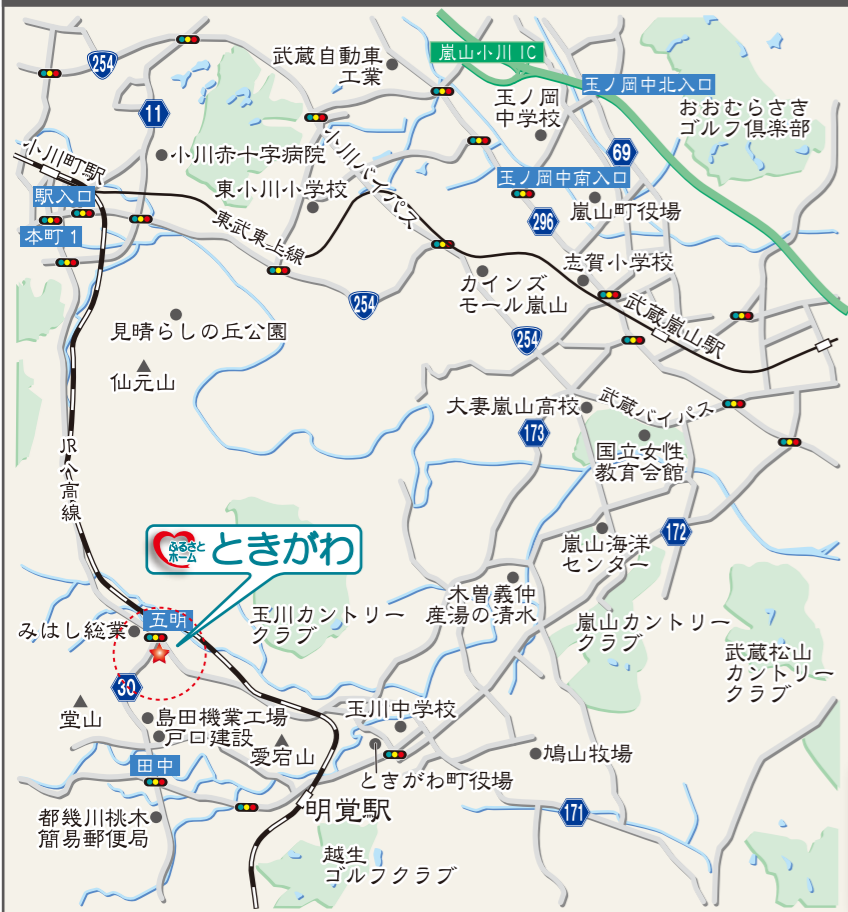 254
武蔵自動車
工業
嵐山小川 IC
玉ノ岡中北入口
11
玉ノ岡
中学校
おおむらさき
ゴルフ倶楽部
小川町駅
小川赤十字病院
小川バイパス
69
駅入口
東小川小学校
玉ノ岡中南入口
本町1
東武東上線
296
嵐山町役場
254
カインズ
モール嵐山
志賀小学校
見晴らしの丘公園
254
武蔵嵐山駅
仙元山
大妻嵐山高校
武蔵バイパス
173
国立女性
教育会館
JR八高線
ふるさと
ホーム
ときがわ
172
嵐山海洋
センター
五明
みはし総業
玉川カントリー
クラブ
木曽義仲
産湯の清水
嵐山カントリー
クラブ
武蔵松山
カントリー
クラブ
30
堂山
島田機業工場
戸口建設
愛宕山
玉川中学校
田中
ときがわ町役場
鳩山牧場
都幾川桃木
簡易郵便局
明覚駅
171
越生
ゴルフクラブ